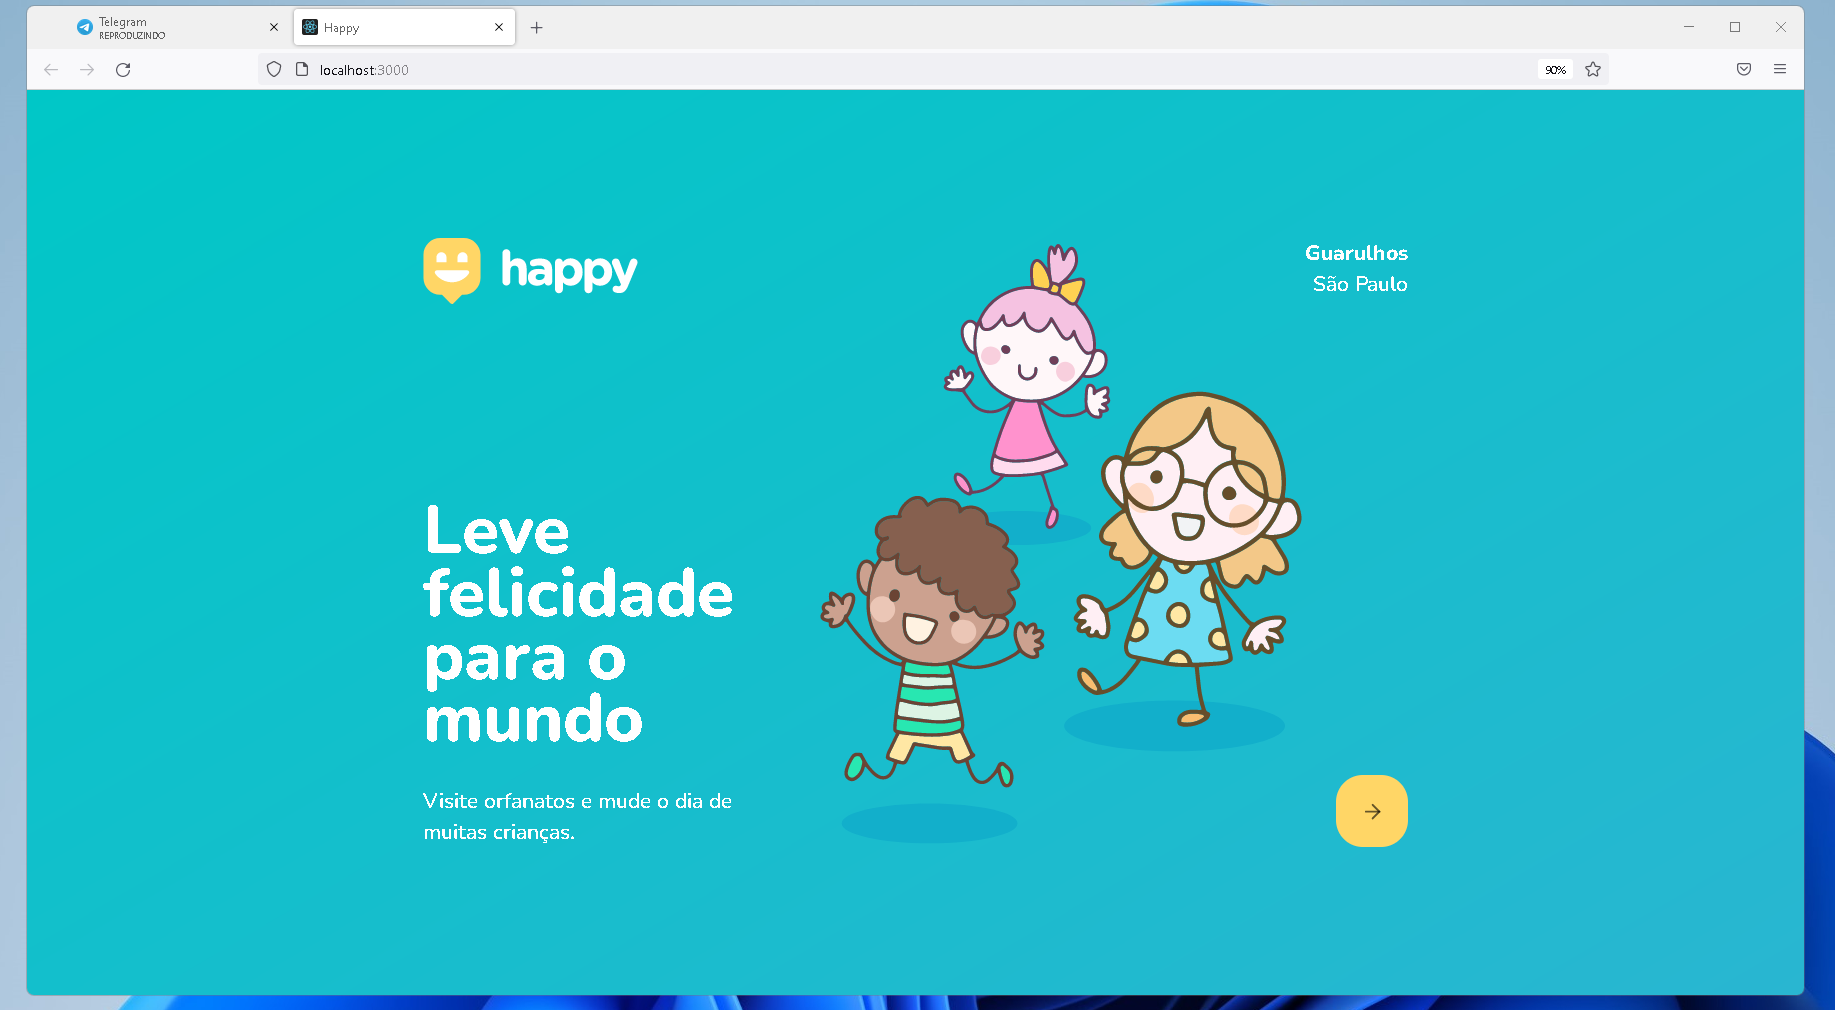 Telegram
REPRODUZINDO
Happy
localhost:3000
90%
happy
Guarulhos
São Paulo
Leve
felicidade
para o
mundo
Visite orfanatos e mude o dia de
muitas crianças.